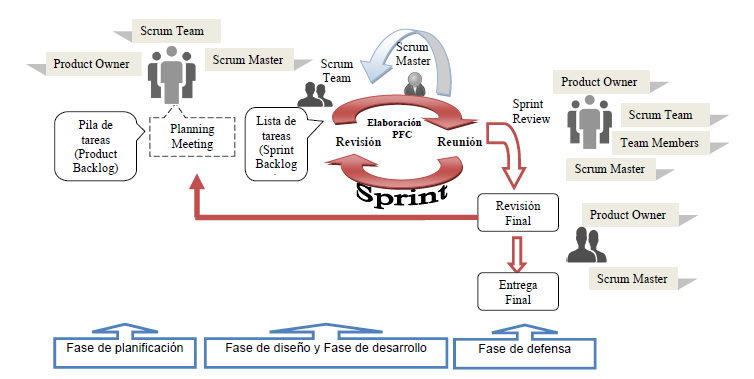 Scrum Team
Product Owner
Scrum Master
Pila de
tareas
(Product
Backlog)
Planning
Meeting
Scrum
Team
Scrum
Master
Lista de
tareas
(Sprint
Backlog
Elaboración
PFC
Revisión
Reunión
Sprint
Sprint
Review
Product Owner
Scrum Team
Team Members
Scrum Master
Revisión
Final
Product Owner
Scrum Master
Entrega
Final
Fase de planificación
Fase de diseño y Fase de desarrollo
Fase de defensa